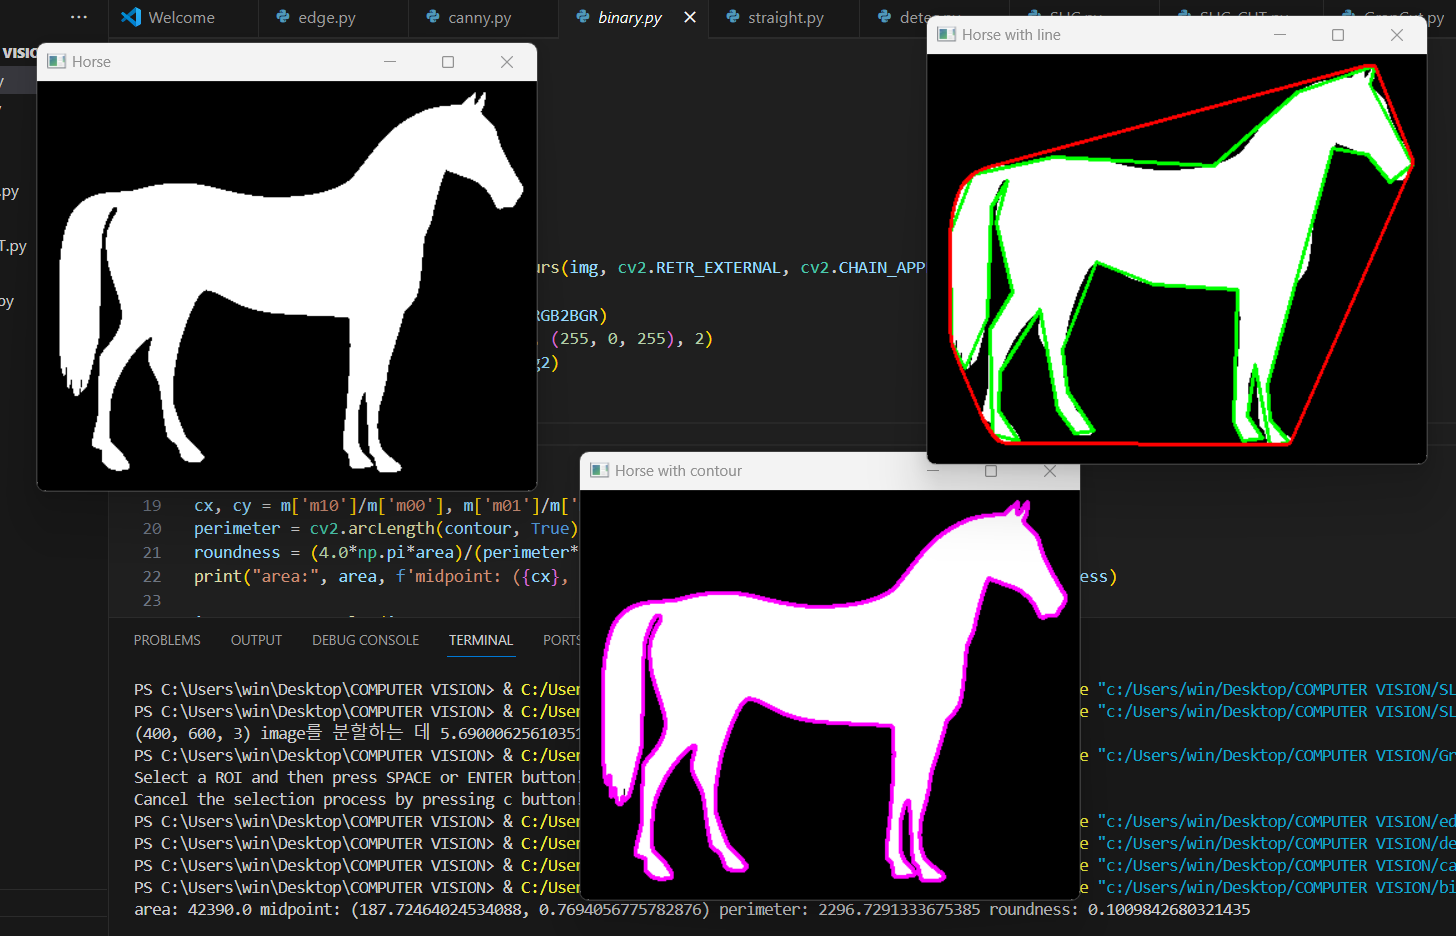 ··· Welcome edge.py canny.py binary.py straight.py
VISIO
Horse
Horse with line
.py
T.py
py
urs(img, cv2.RETR_EXTERNAL, cv2.CHAIN_APP
RGB2BGR)
(255, 0, 255), 2)
g2)
Horse with contour
19 cx, cy = m['m10']/m['m00'], m['m01']/m['
20 perimeter = cv2.arcLength(contour, True)
21 roundness = (4.0*np.pi*area)/(perimeter*
22 print("area:", area, f'midpoint: ({cx}, ess)
23
PROBLEMS OUTPUT DEBUG CONSOLE TERMINAL PORTS
PS C:\Users\win\Desktop\COMPUTER VISION> & C:/User e "c:/Users/win/Desktop/COMPUTER VISION/SL
PS C:\Users\win\Desktop\COMPUTER VISION> & C:/User e "c:/Users/win/Desktop/COMPUTER VISION/SL
(400, 600, 3) image를 분할하는 데 5.69000625610351
PS C:\Users\win\Desktop\COMPUTER VISION> & C:/User e "c:/Users/win/Desktop/COMPUTER VISION/Gr
Select a ROI and then press SPACE or ENTER button!
Cancel the selection process by pressing c button!
PS C:\Users\win\Desktop\COMPUTER VISION> & C:/User e "c:/Users/win/Desktop/COMPUTER VISION/ed
PS C:\Users\win\Desktop\COMPUTER VISION> & C:/User e "c:/Users/win/Desktop/COMPUTER VISION/de
PS C:\Users\win\Desktop\COMPUTER VISION> & C:/User e "c:/Users/win/Desktop/COMPUTER VISION/ca
PS C:\Users\win\Desktop\COMPUTER VISION> & C:/User e "c:/Users/win/Desktop/COMPUTER VISION/bi
area: 42390.0 midpoint: (187.72464024534088, 0.7694056775782876) perimeter: 2296.7291333675385 roundness: 0.1009842680321435